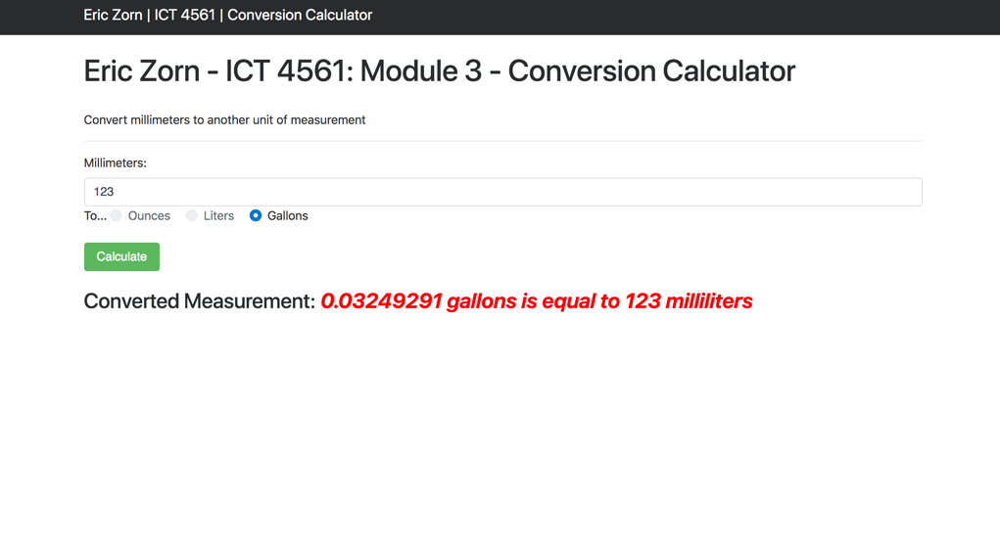 Eric Zorn | ICT 4561 | Conversion Calculator
Eric Zorn - ICT 4561: Module 3 - Conversion Calculator
Convert millimeters to another unit of measurement
Millimeters:
123
To... Ounces Liters Gallons
Calculate
Converted Measurement: 0.03249291 gallons is equal to 123 milliliters